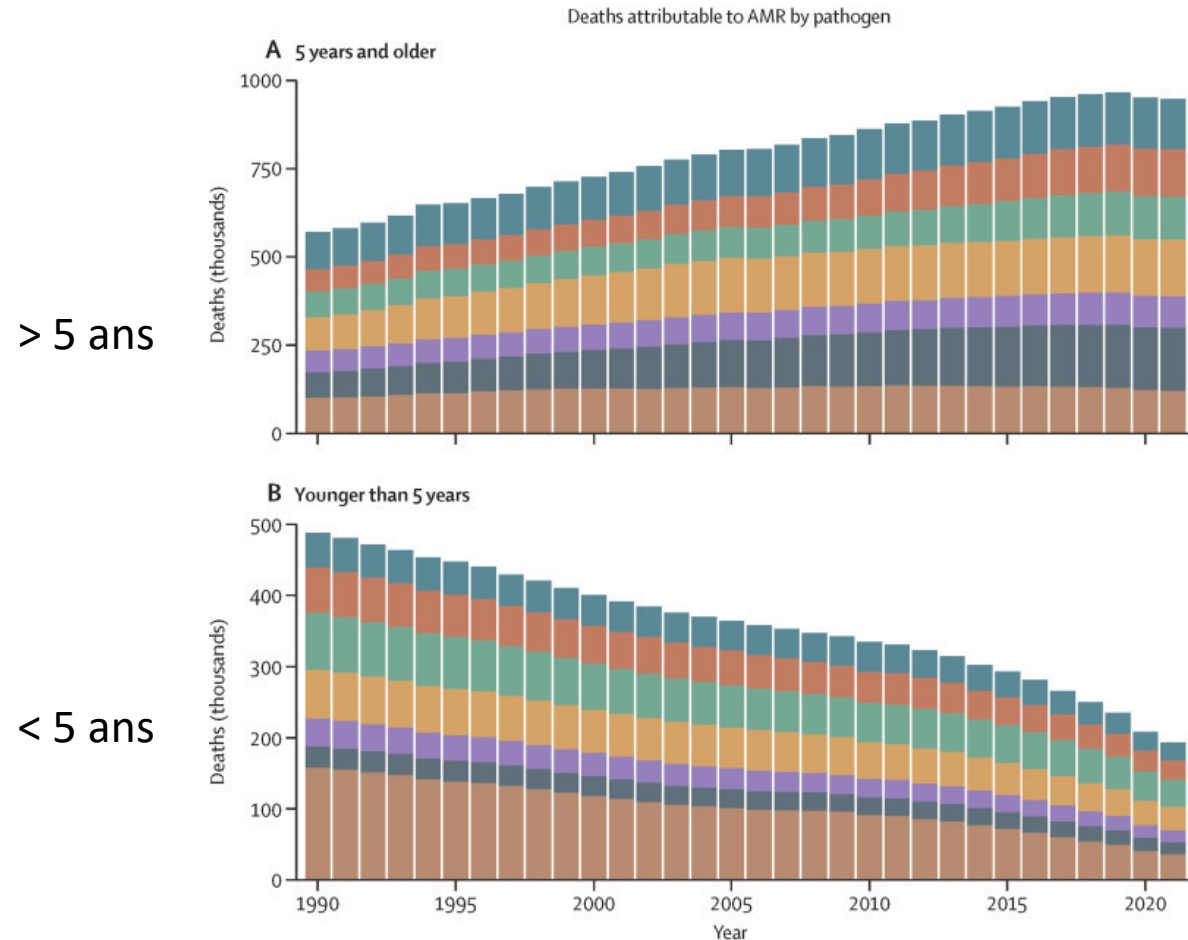 Deaths attributable to AMR by pathogen
A 5 years and older
1000
750
500
250
0
Deaths (thousands)
> 5 ans
B Younger than 5 years
500
400
300
200
100
0
Deaths (thousands)
< 5 ans
1990 1995 2000 2005 2010 2015 2020
Year